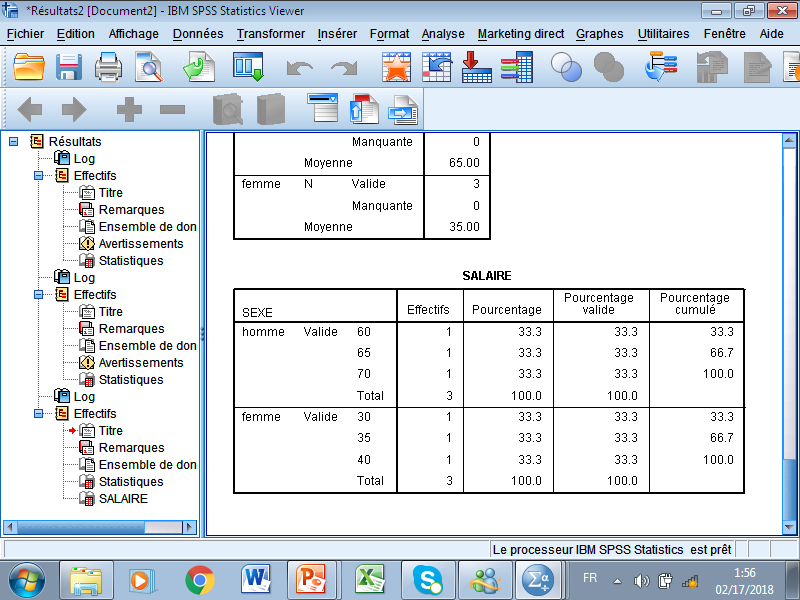 *Résultats2 [Document2] - IBM SPSS Statistics Viewer
Fichier Edition Affichage Données Transformer Insérer Format Analyse Marketing direct Graphes Utilitaires Fenêtre Aide
Résultats
Log
Effectifs
Titre
Remarques
Ensemble de don
Avertissements
Statistiques
Log
Effectifs
Titre
Remarques
Ensemble de don
Avertissements
Statistiques
Log
Effectifs
Titre
Remarques
Ensemble de don
Statistiques
SALAIRE
Manquante 0
Moyenne 65.00
femme N Valide 3
Manquante 0
Moyenne 35.00
SALAIRE
SEXE Effectifs Pourcentage Pourcentage valide Pourcentage cumulé
homme Valide 60 1 33.3 33.3 33.3
65 1 33.3 33.3 66.7
70 1 33.3 33.3 100.0
Total 3 100.0 100.0
femme Valide 30 1 33.3 33.3 33.3
35 1 33.3 33.3 66.7
40 1 33.3 33.3 100.0
Total 3 100.0 100.0
Le processeur IBM SPSS Statistics est prêt
FR
1:56
02/17/2018